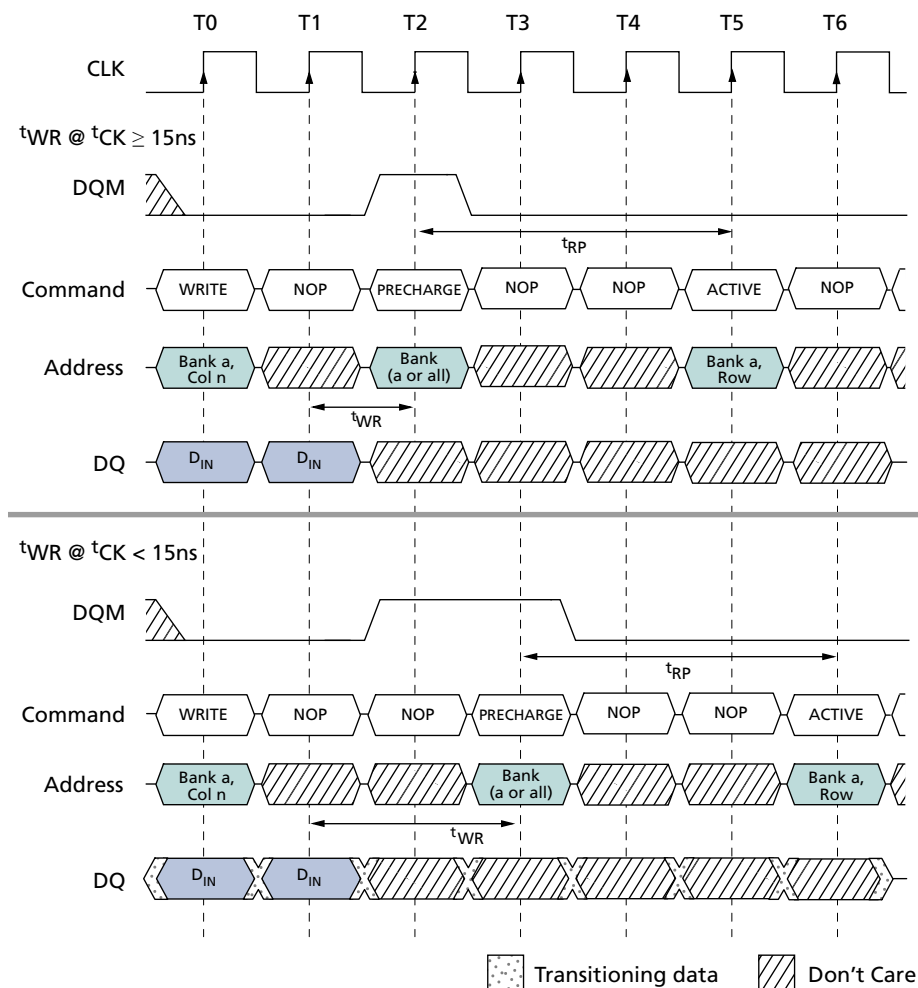 T0 T1 T2 T3 T4 T5 T6
CLK
tWR @ tCK ≥ 15ns
DQM
tRP
Command WRITE NOP PRECHARGE NOP NOP ACTIVE NOP
Address Bank a, Col n Bank (a or all) Bank a, Row
tWR
DQ DIN DIN
tWR @ tCK < 15ns
DQM
tRP
Command WRITE NOP NOP PRECHARGE NOP NOP ACTIVE
Address Bank a, Col n Bank (a or all) Bank a, Row
tWR
DQ DIN DIN
Transitioning data Don't Care